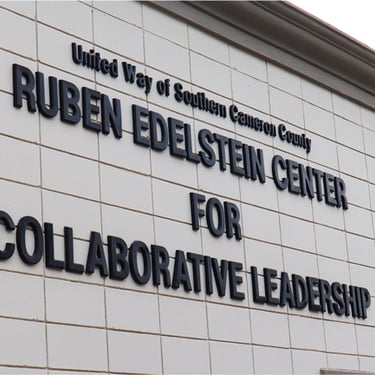 United Way of Southern Cameron County
RUBEN EDELSTEIN CENTER
FOR
COLLABORATIVE LEADERSHIP